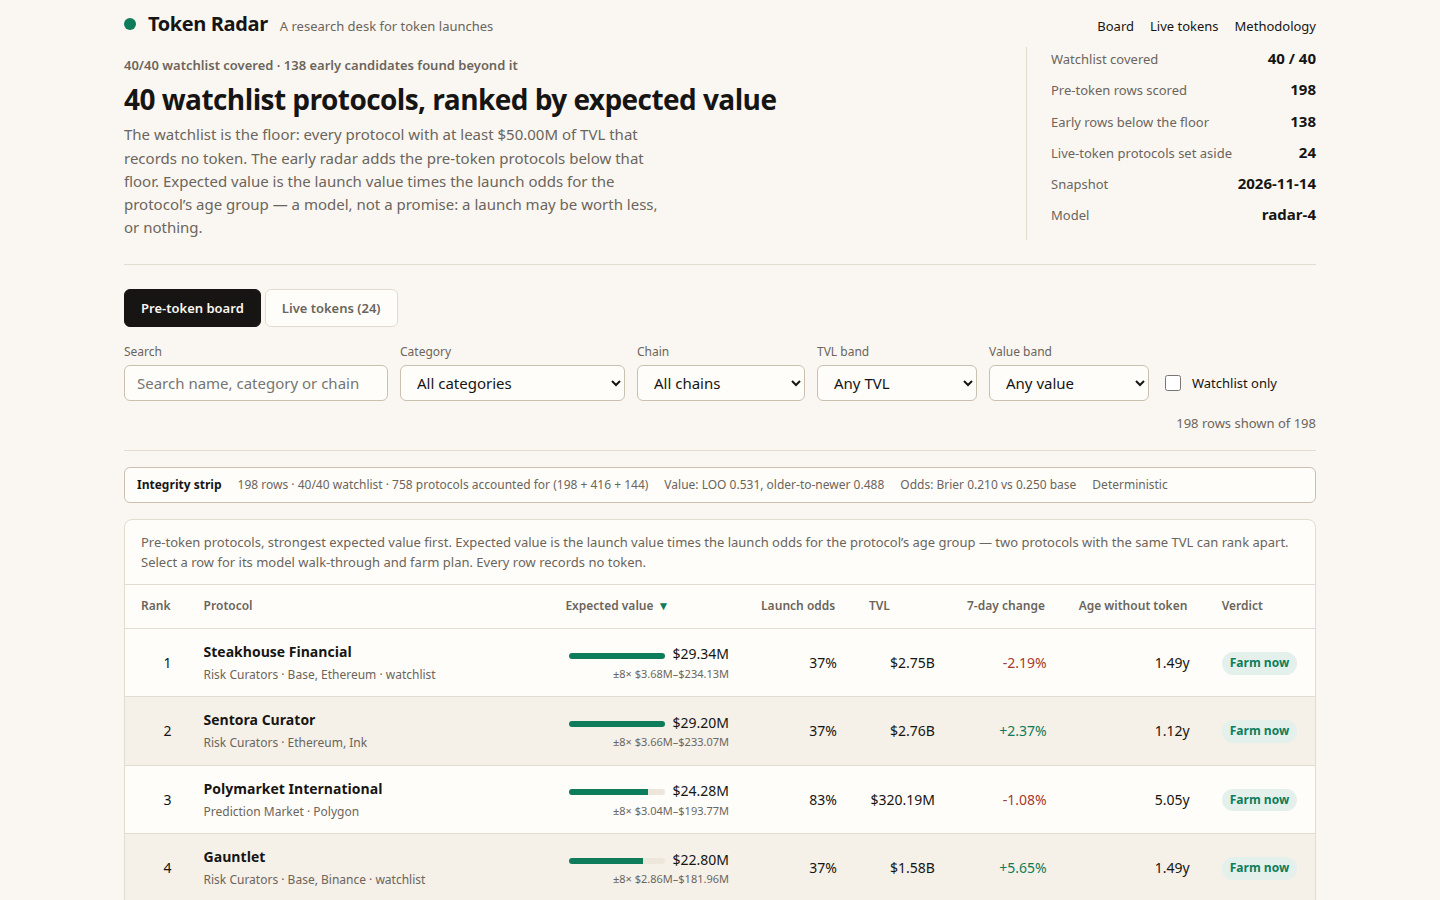 Token Radar A research desk for token launches
Board Live tokens Methodology
40/40 watchlist covered · 138 early candidates found beyond it
40 watchlist protocols, ranked by expected value
The watchlist is the floor: every protocol with at least $50.00M of TVL that
records no token. The early radar adds the pre-token protocols below that
floor. Expected value is the launch value times the launch odds for the
protocol’s age group — a model, not a promise: a launch may be worth less,
or nothing.
Watchlist covered 40 / 40
Pre-token rows scored 198
Early rows below the floor 138
Live-token protocols set aside 24
Snapshot 2026-11-14
Model radar-4
Pre-token board Live tokens (24)
Search Category Chain TVL band Value band
Search name, category or chain All categories All chains Any TVL Any value Watchlist only
198 rows shown of 198
Integrity strip 198 rows · 40/40 watchlist · 758 protocols accounted for (198 + 416 + 144) Value: LOO 0.531, older-to-newer 0.488 Odds: Brier 0.210 vs 0.250 base Deterministic
Pre-token protocols, strongest expected value first. Expected value is the launch value times the launch odds for the protocol’s age group — two protocols with the same TVL can rank apart.
Select a row for its model walk-through and farm plan. Every row records no token.
Rank Protocol Expected value ▼ Launch odds TVL 7-day change Age without token Verdict
1 Steakhouse Financial $29.34M 37% $2.75B -2.19% 1.49y Farm now
Risk Curators · Base, Ethereum · watchlist ±8× $3.68M–$234.13M
2 Sentora Curator $29.20M 37% $2.76B +2.37% 1.12y Farm now
Risk Curators · Ethereum, Ink ±8× $3.66M–$233.07M
3 Polymarket International $24.28M 83% $320.19M -1.08% 5.05y Farm now
Prediction Market · Polygon ±8× $3.04M–$193.77M
4 Gauntlet $22.80M 37% $1.58B +5.65% 1.49y Farm now
Risk Curators · Base, Binance · watchlist ±8× $2.86M–$181.96M